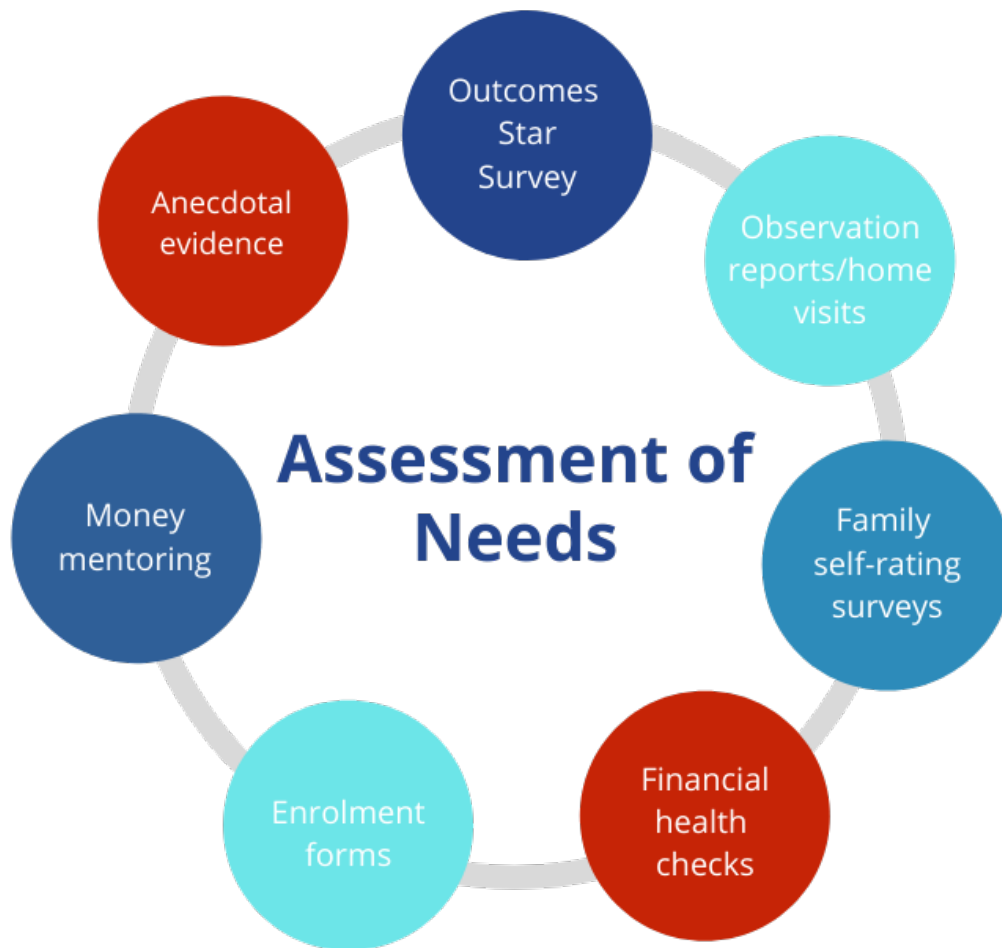 Outcomes
Star
Survey
Anecdotal
evidence
Observation
reports/home
visits
Assessment of
Needs
Money
mentoring
Family
self-rating
surveys
Financial
health
checks
Enrolment
forms